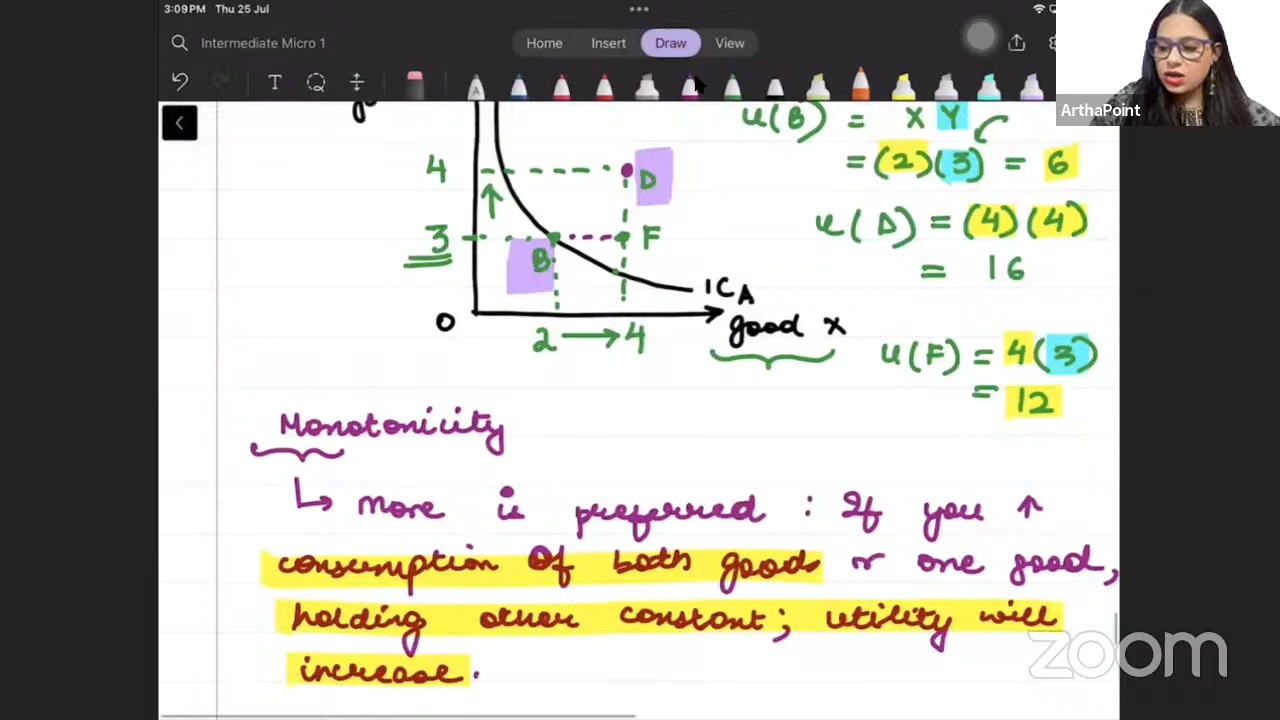 3:09 PM Thu 25 Jul
Intermediate Micro 1
Home Insert Draw View
ArthaPoint
u(B) = x y
= (2)(3) = 6
4
D
u(D) = (4)(4)
= 16
3
B
F
IC A
0
2 → 4
good x
u(F) = 4(3)
= 12
Monotonicity
↳ More is preferred : If you ↑
consumption of both goods or one good,
holding other constant; utility will
increase.
zoom